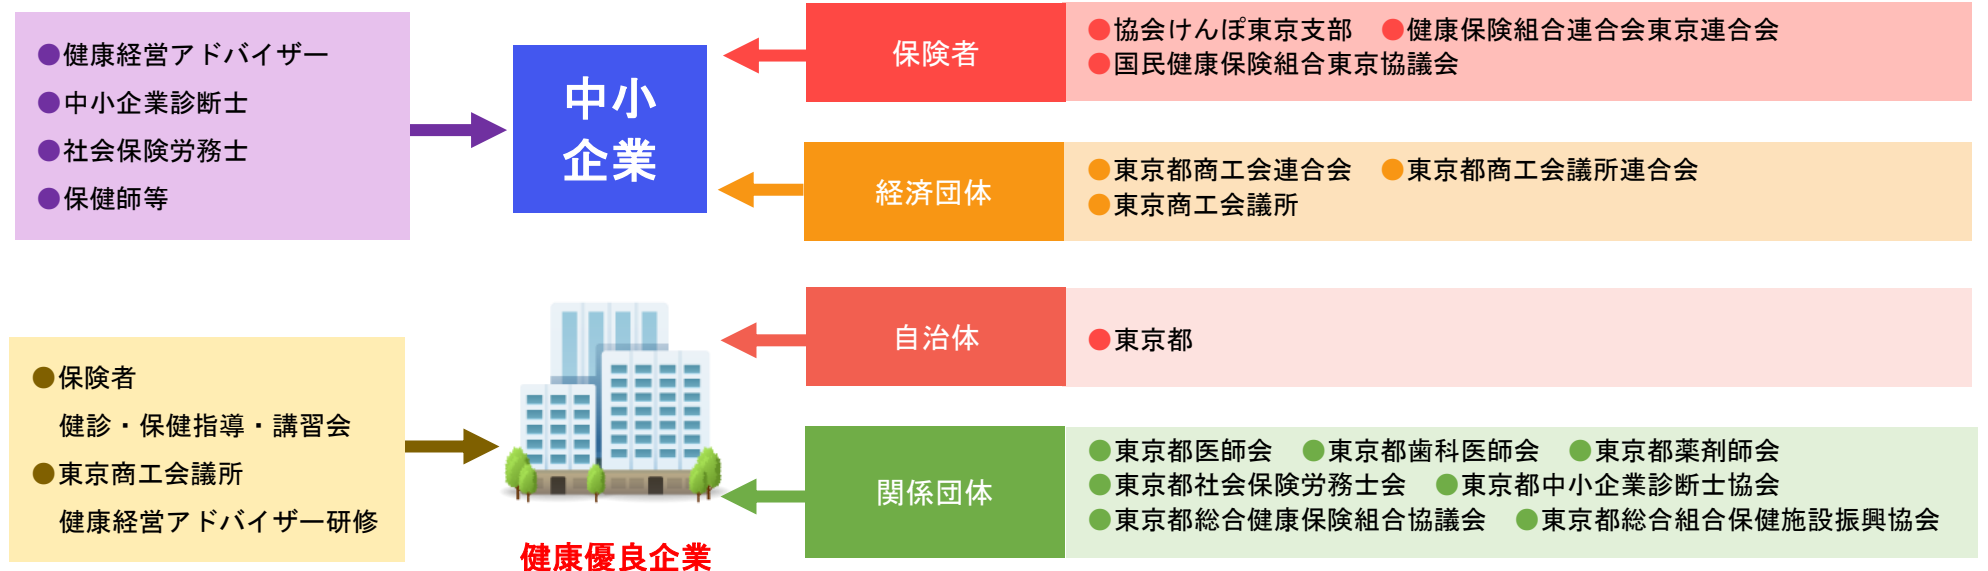 ●健康経営アドバイザー
●中小企業診断士
●社会保険労務士
●保健師等
中小
企業
保険者
●協会けんぽ東京支部 ●健康保険組合連合会東京連合会
●国民健康保険組合東京協議会
経済団体
●東京都商工会連合会 ●東京都商工会議所連合会
●東京商工会議所
●保険者
健診・保健指導・講習会
●東京商工会議所
健康経営アドバイザー研修
健康優良企業
自治体
●東京都
関係団体
●東京都医師会 ●東京都歯科医師会 ●東京都薬剤師会
●東京都社会保険労務士会 ●東京都中小企業診断士協会
●東京都総合健康保険組合協議会 ●東京都総合組合保健施設振興協会